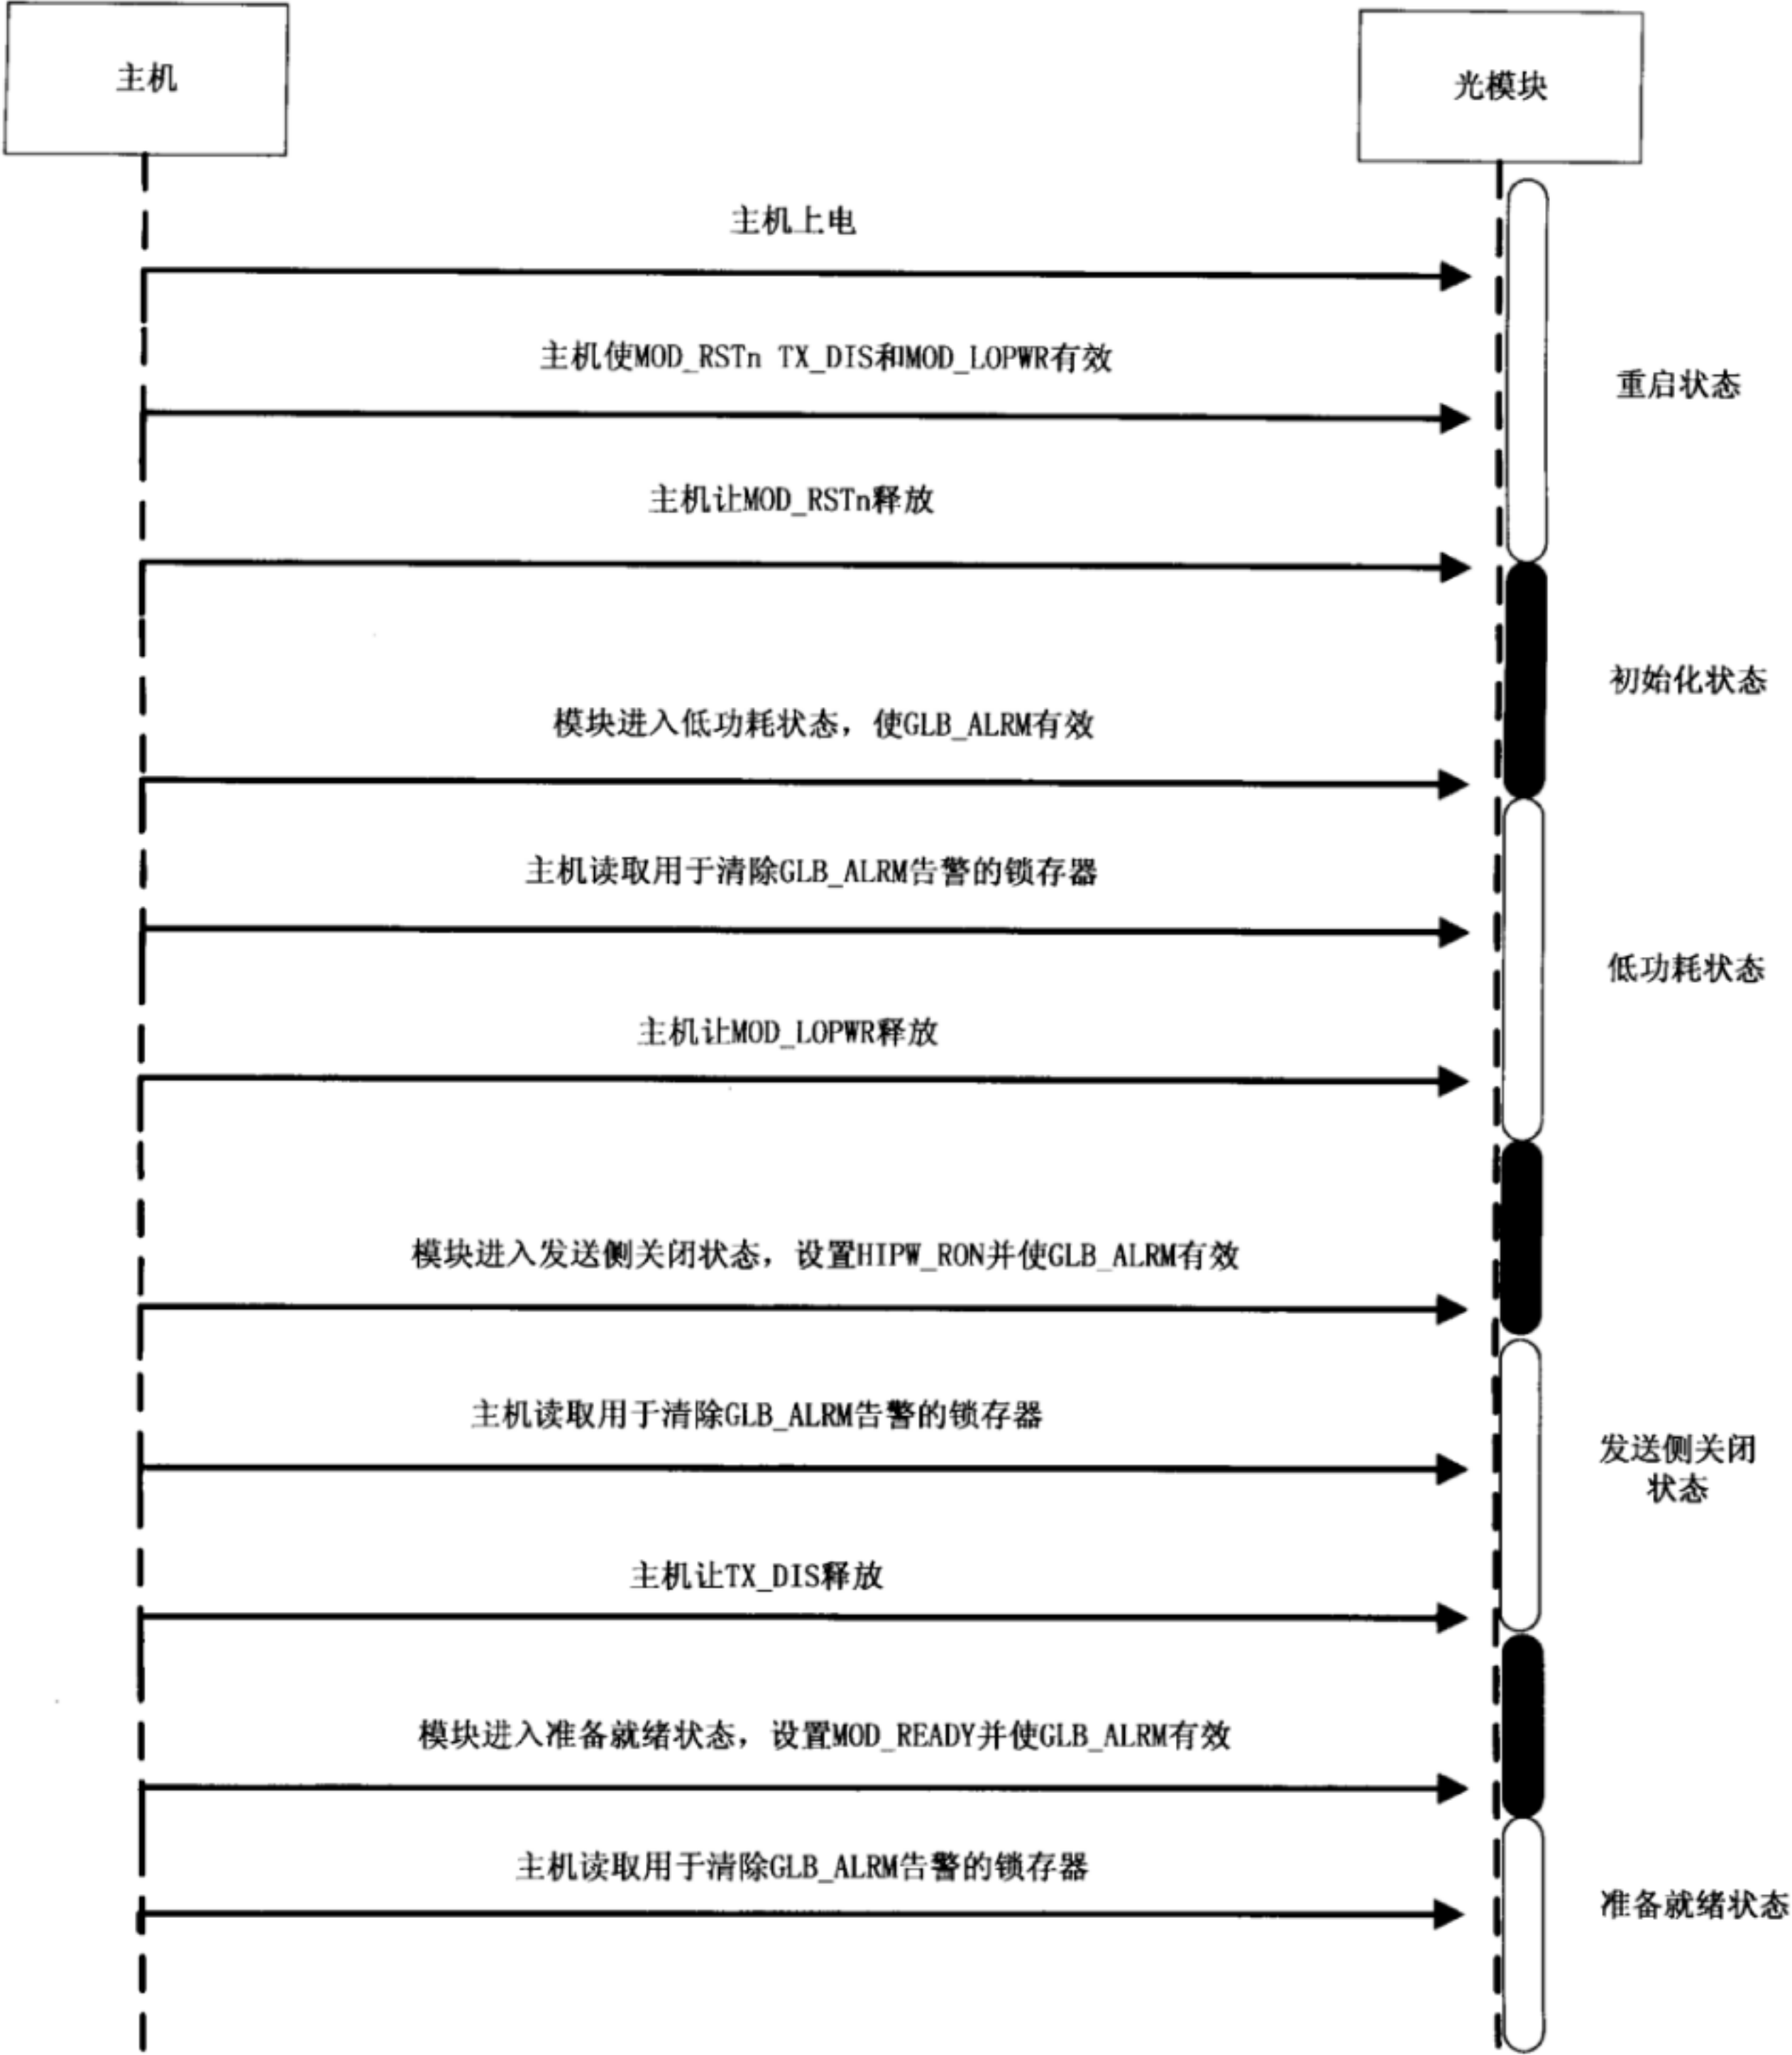 主机
光模块
主机上电
主机使MOD_RSTn TX_DIS和MOD_LOPWR有效
重启状态
主机让MOD_RSTn释放
初始化状态
模块进入低功耗状态，使GLB_ALRM有效
主机读取用于清除GLB_ALRM告警的锁存器
低功耗状态
主机让MOD_LOPWR释放
模块进入发送侧关闭状态，设置HIPW_RON并使GLB_ALRM有效
主机读取用于清除GLB_ALRM告警的锁存器
发送侧关闭
状态
主机让TX_DIS释放
模块进入准备就绪状态，设置MOD_READY并使GLB_ALRM有效
主机读取用于清除GLB_ALRM告警的锁存器
准备就绪状态